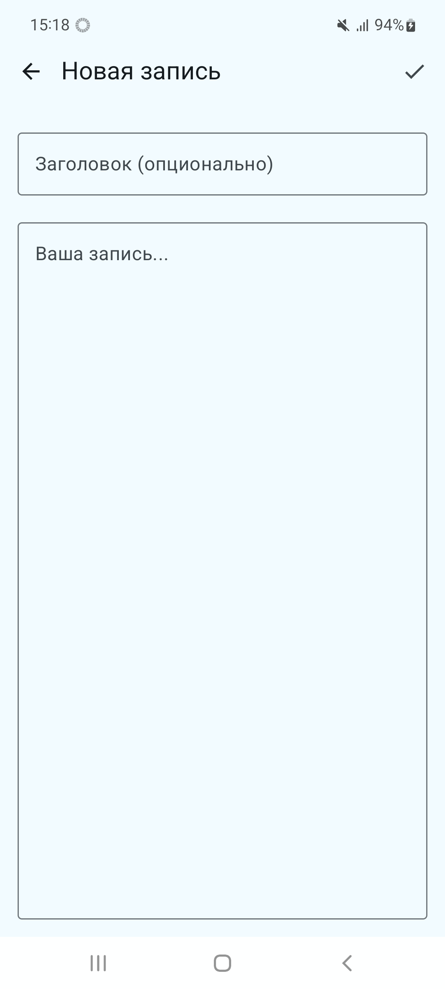 15:18 94%
Новая запись
Заголовок (опционально)
Ваша запись...